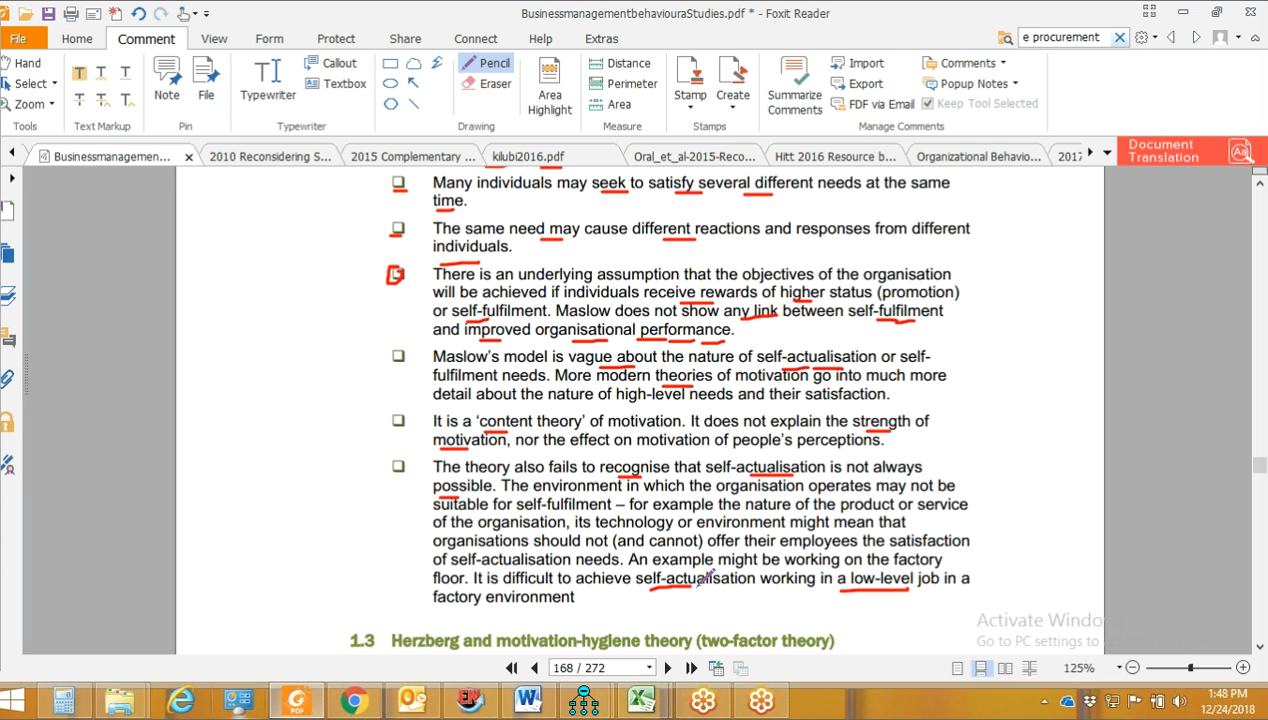 BusinessmanagementbehaviouraStudies.pdf * - Foxit Reader
File Home Comment View Form Protect Share Connect Help Extras e procurement
Hand Select Zoom Tools
Text Markup
Note File Pin
Typewriter Callout Textbox Typewriter
Pencil Eraser Area Highlight Drawing
Distance Perimeter Area Measure
Stamp Create Stamps
Summarize Comments Import Export FDF via Email Comments Popup Notes Keep Tool Selected Manage Comments
Businessmanagemen... 2010 Reconsidering S... 2015 Complementary ... kilubi2016.pdf Oral_et_al-2015-Reco... Hitt 2016 Resource b... Organizational Behavio... 2017
Document Translation
Many individuals may seek to satisfy several different needs at the same
time.
The same need may cause different reactions and responses from different
individuals.
There is an underlying assumption that the objectives of the organisation
will be achieved if individuals receive rewards of higher status (promotion)
or self-fulfilment. Maslow does not show any link between self-fulfilment
and improved organisational performance.
Maslow's model is vague about the nature of self-actualisation or self-
fulfilment needs. More modern theories of motivation go into much more
detail about the nature of high-level needs and their satisfaction.
It is a 'content theory' of motivation. It does not explain the strength of
motivation, nor the effect on motivation of people's perceptions.
The theory also fails to recognise that self-actualisation is not always
possible. The environment in which the organisation operates may not be
suitable for self-fulfilment – for example the nature of the product or service
of the organisation, its technology or environment might mean that
organisations should not (and cannot) offer their employees the satisfaction
of self-actualisation needs. An example might be working on the factory
floor. It is difficult to achieve self-actualisation working in a low-level job in a
factory environment
Activate Windows
Go to PC settings to
1.3 Herzberg and motivation-hygiene theory (two-factor theory)
168 / 272 125%
1:48 PM
12/24/2018